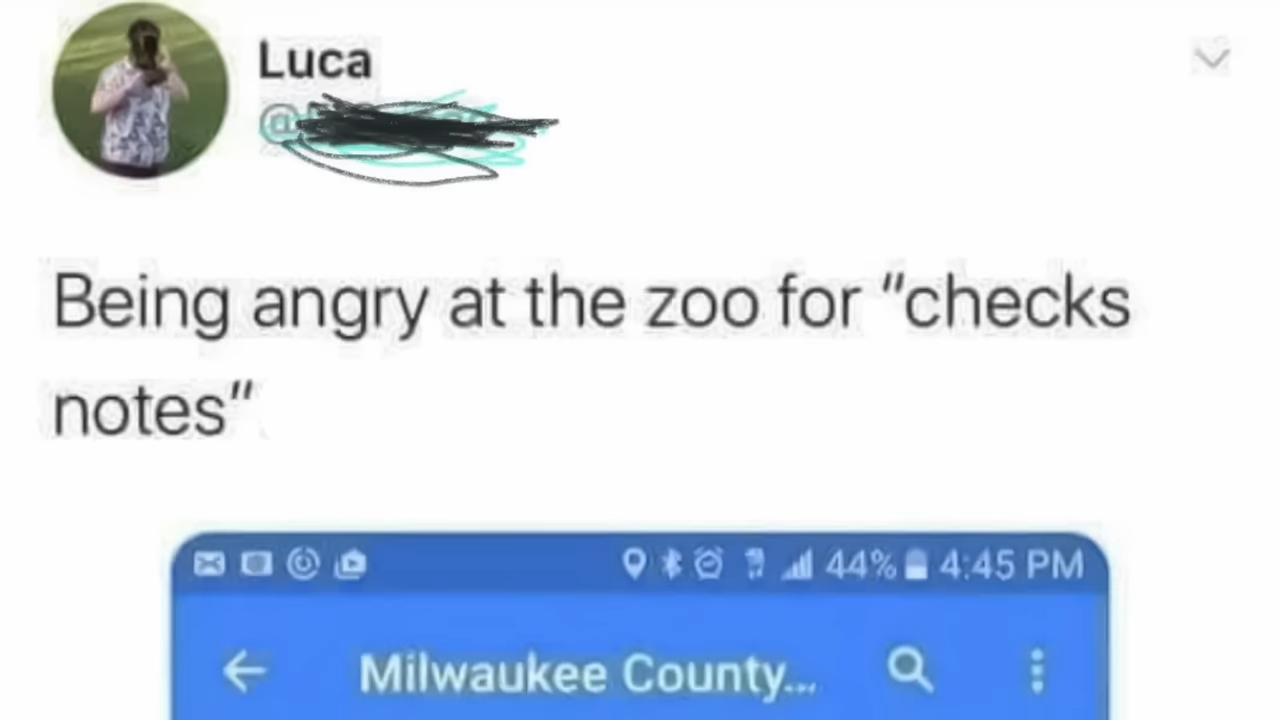 Luca
@
Being angry at the zoo for "checks
notes"
44% 4:45 PM
Milwaukee County...